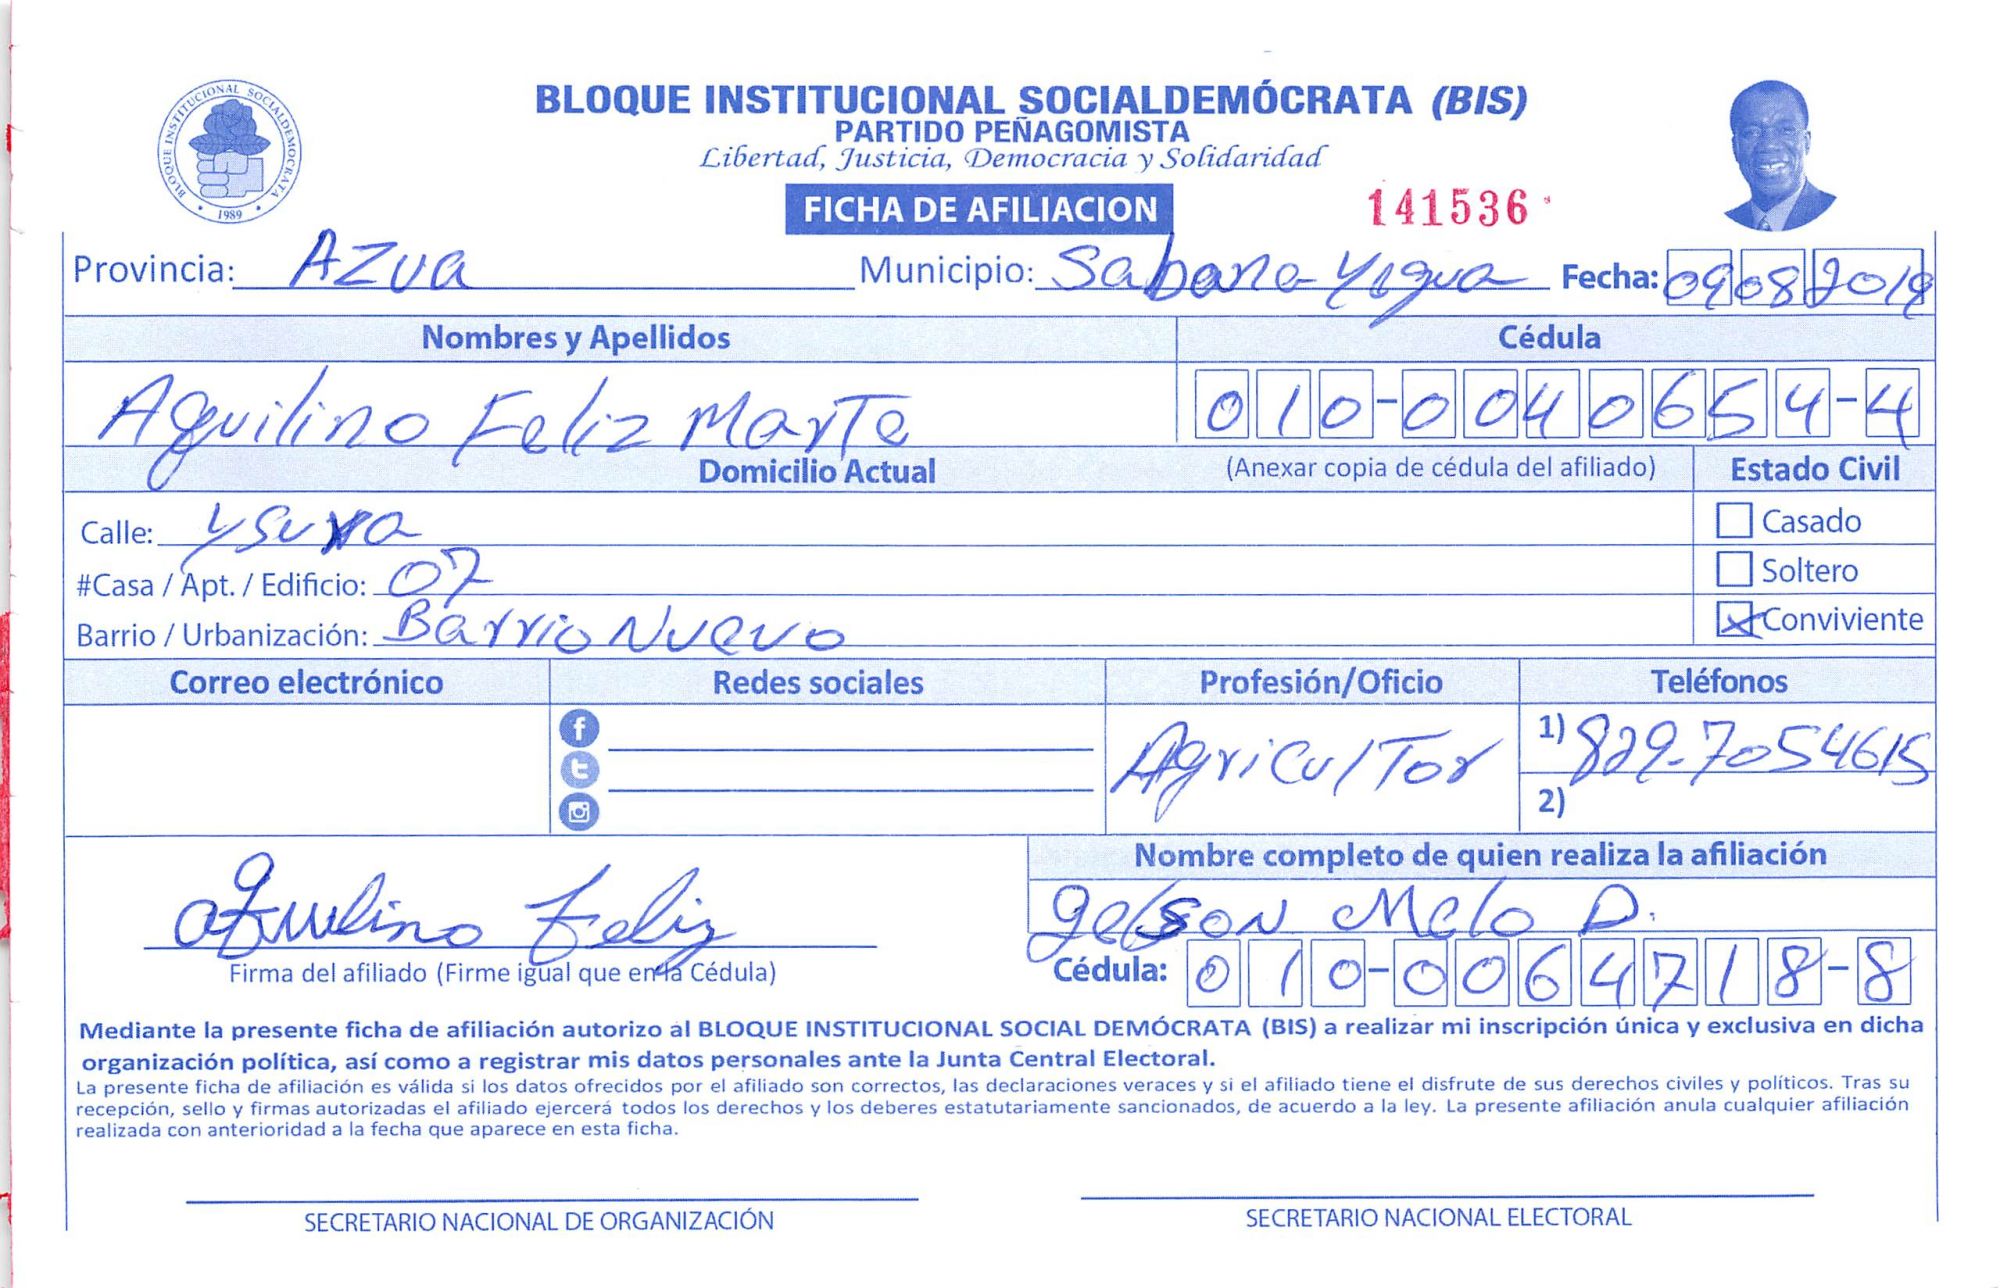 BLOQUE INSTITUCIONAL SOCIALDEMOCRATA
1989
BLOQUE INSTITUCIONAL SOCIALDEMÓCRATA (BIS)
PARTIDO PEÑAGOMISTA
Libertad, Justicia, Democracia y Solidaridad
FICHA DE AFILIACION 141536
Provincia: AZUA Municipio: Sabana Yegua Fecha: 09 08 2019
Nombres y Apellidos Cédula
Aquilino Feliz Marte 010-0040654-4
Domicilio Actual (Anexar copia de cédula del afiliado) Estado Civil
Calle: Casado
#Casa / Apt. / Edificio: 07 Soltero
Barrio / Urbanización: Barrio Nuevo Conviviente
Correo electrónico Redes sociales Profesión/Oficio Teléfonos
Agricultor 1) 829-7054615
2)
Nombre completo de quien realiza la afiliación
Aquilino Feliz Gelson Melo D.
Firma del afiliado (Firme igual que en la Cédula) Cédula: 010-0064718-8
Mediante la presente ficha de afiliación autorizo al BLOQUE INSTITUCIONAL SOCIAL DEMÓCRATA (BIS) a realizar mi inscripción única y exclusiva en dicha
organización política, así como a registrar mis datos personales ante la Junta Central Electoral.
La presente ficha de afiliación es válida si los datos ofrecidos por el afiliado son correctos, las declaraciones veraces y si el afiliado tiene el disfrute de sus derechos civiles y políticos. Tras su
recepción, sello y firmas autorizadas el afiliado ejercerá todos los derechos y los deberes estatutariamente sancionados, de acuerdo a la ley. La presente afiliación anula cualquier afiliación
realizada con anterioridad a la fecha que aparece en esta ficha.
SECRETARIO NACIONAL DE ORGANIZACIÓN SECRETARIO NACIONAL ELECTORAL